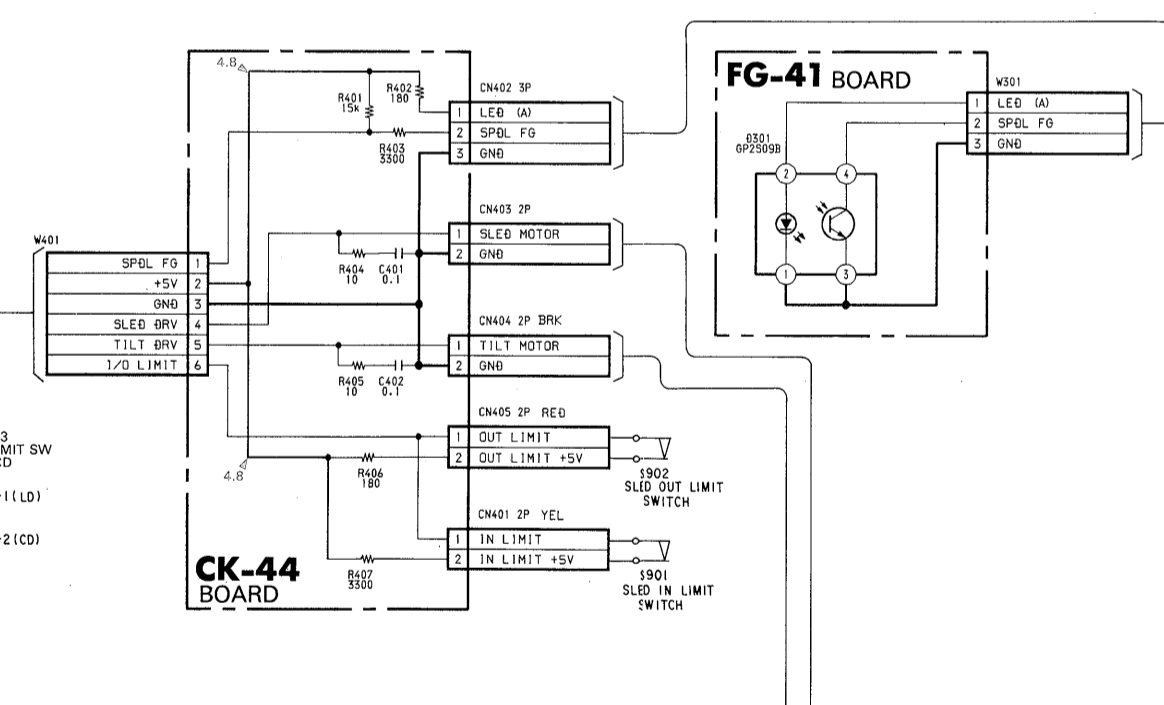 4.8
R401
15k
R402
180
R403
3300
CN402 3P
1 LED (A)
2 SPDL FG
3 GND
CN403 2P
1 SLED MOTOR
2 GND
R404
10
C401
0.1
W401
SPDL FG 1
+5V 2
GND 3
SLED DRV 4
TILT DRV 5
I/O LIMIT 6
CN404 2P BRK
1 TILT MOTOR
2 GND
R405
10
C402
0.1
CN405 2P RED
1 OUT LIMIT
2 OUT LIMIT +5V
R406
180
4.8
S902
SLED OUT LIMIT
SWITCH
CN401 2P YEL
1 IN LIMIT
2 IN LIMIT +5V
R407
3300
S901
SLED IN LIMIT
SWITCH
CK-44
BOARD
3
MIT SW
CD
-1(LD)
-2(CD)
FG-41 BOARD
W301
1 LED (A)
2 SPDL FG
3 GND
D301
GP2S09B
2
4
1
3